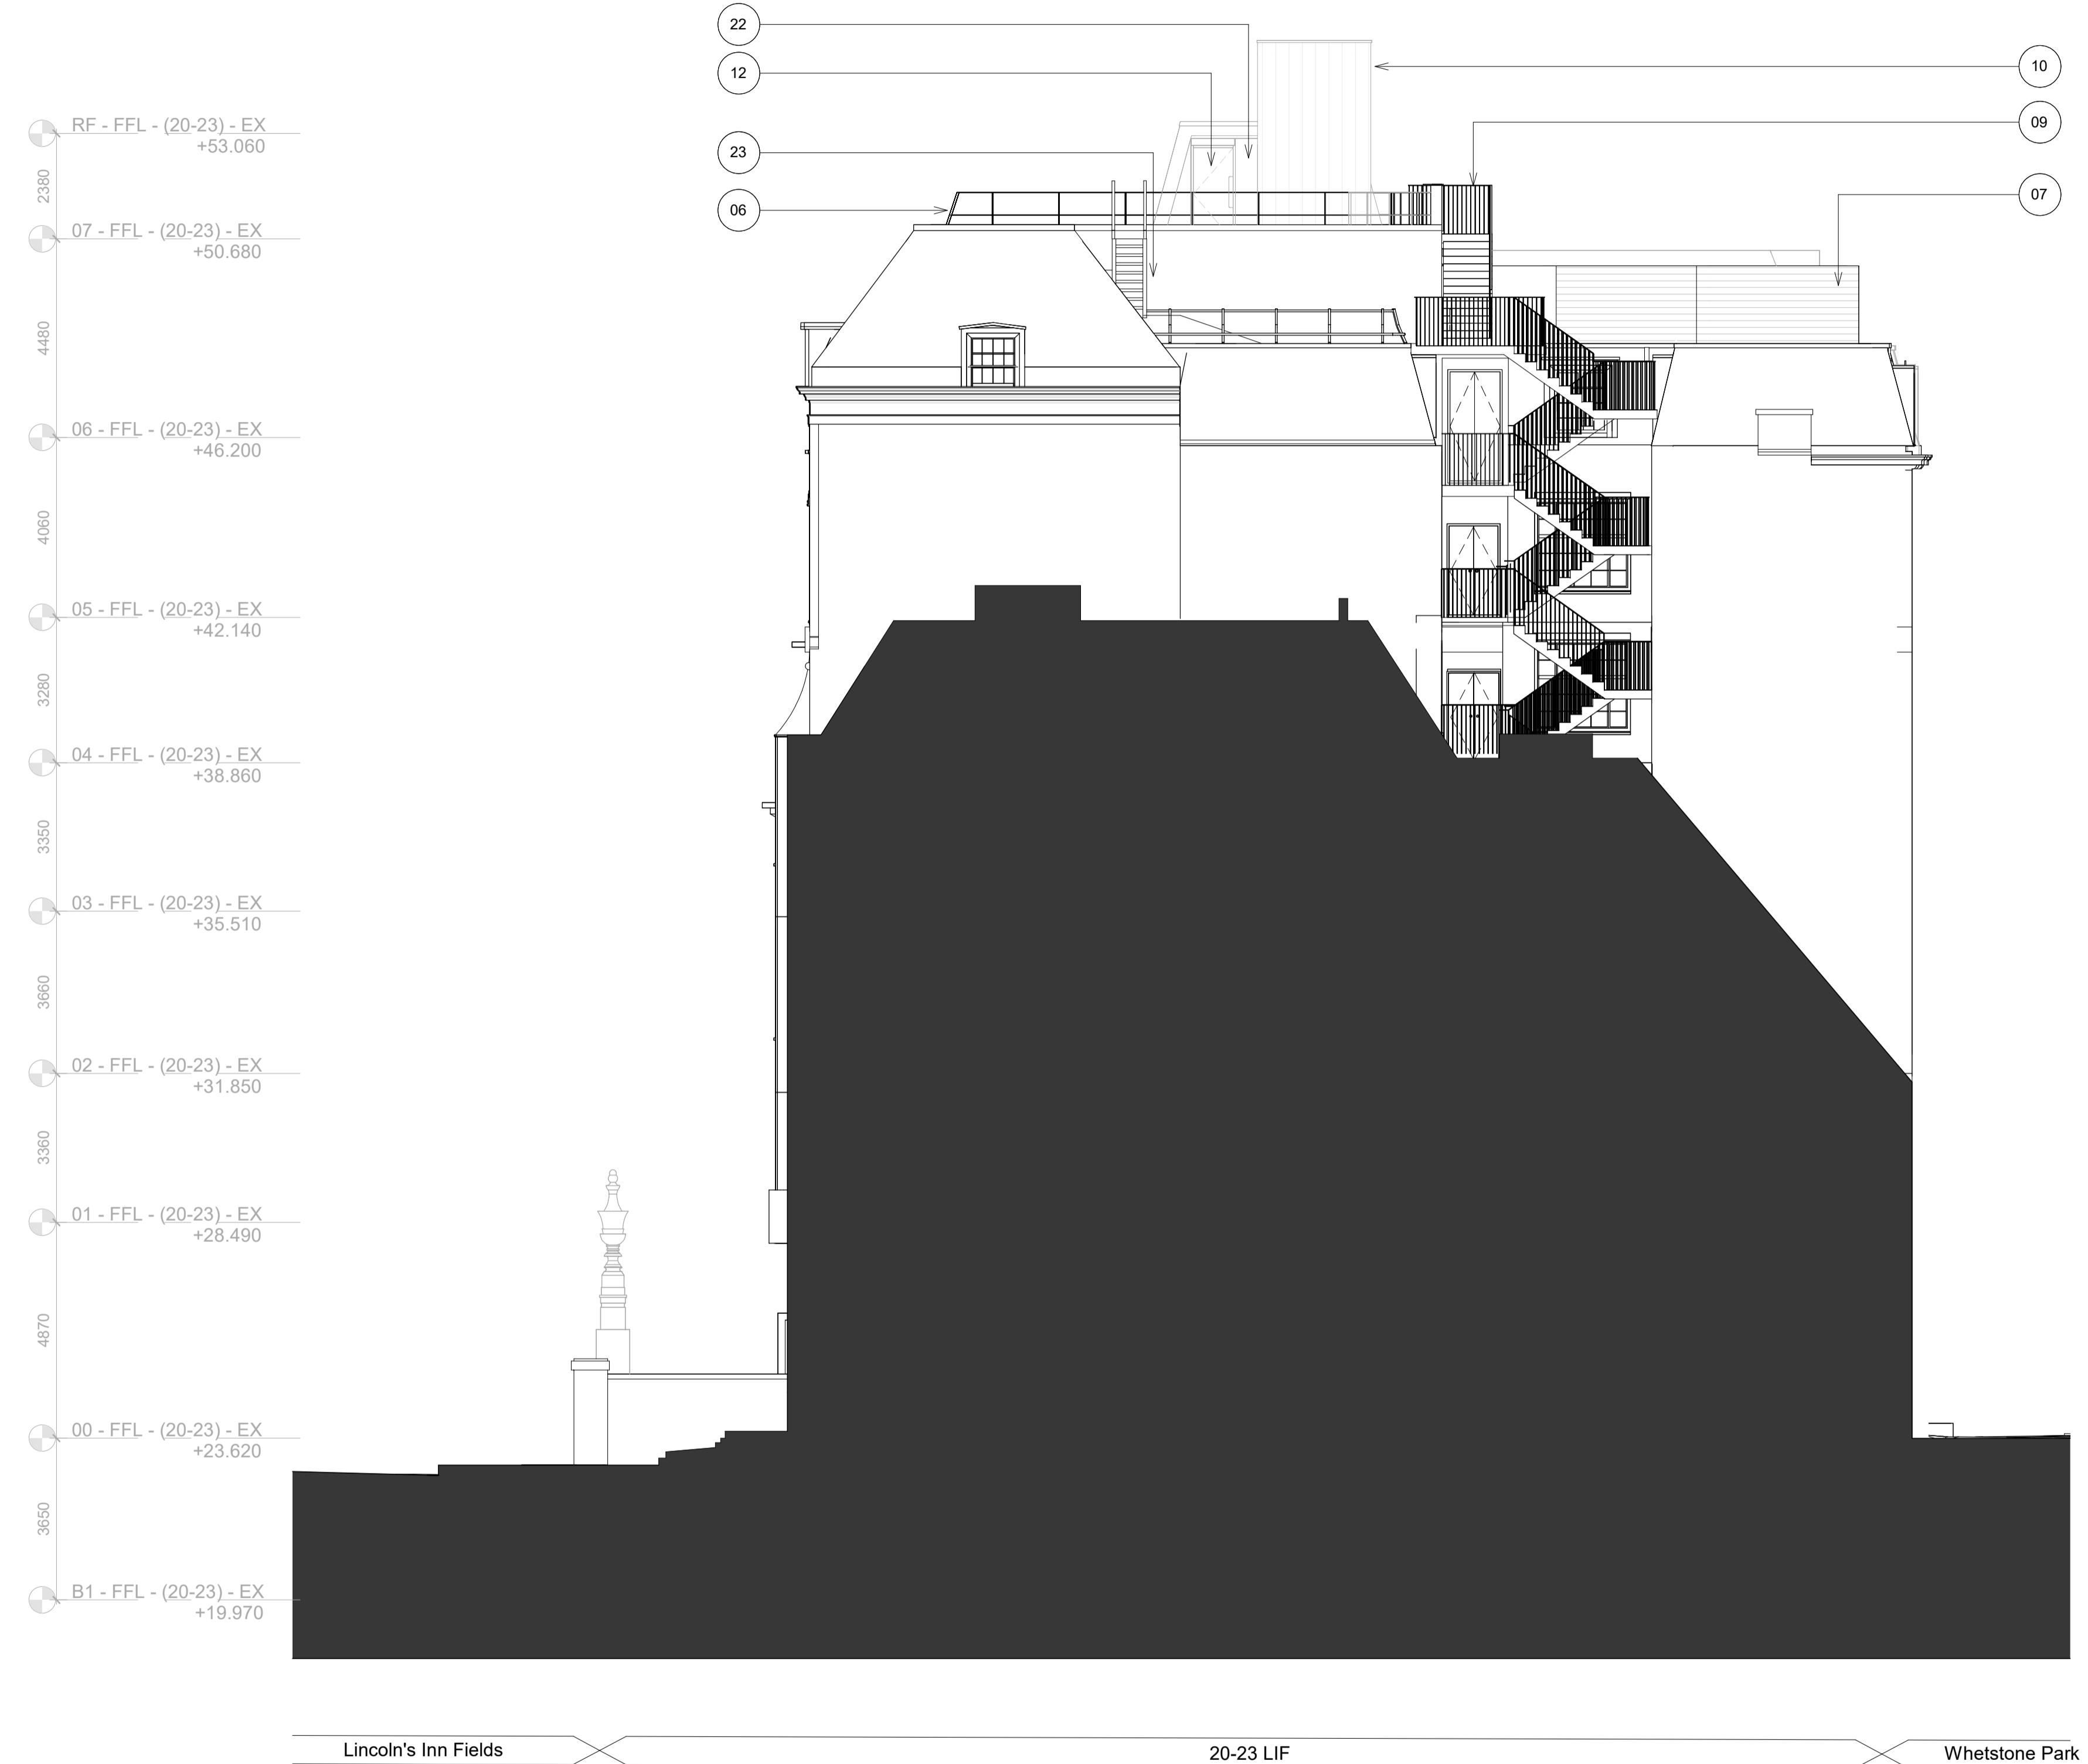 22
12
10
09
RF - FFL - (20-23) - EX
+53.060
23
2380
07
06
07 - FFL - (20-23) - EX
+50.680
4480
06 - FFL - (20-23) - EX
+46.200
4060
05 - FFL - (20-23) - EX
+42.140
3280
04 - FFL - (20-23) - EX
+38.860
3350
03 - FFL - (20-23) - EX
+35.510
3660
02 - FFL - (20-23) - EX
+31.850
3360
01 - FFL - (20-23) - EX
+28.490
4870
00 - FFL - (20-23) - EX
+23.620
3650
B1 - FFL - (20-23) - EX
+19.970
Lincoln's Inn Fields
20-23 LIF
Whetstone Park